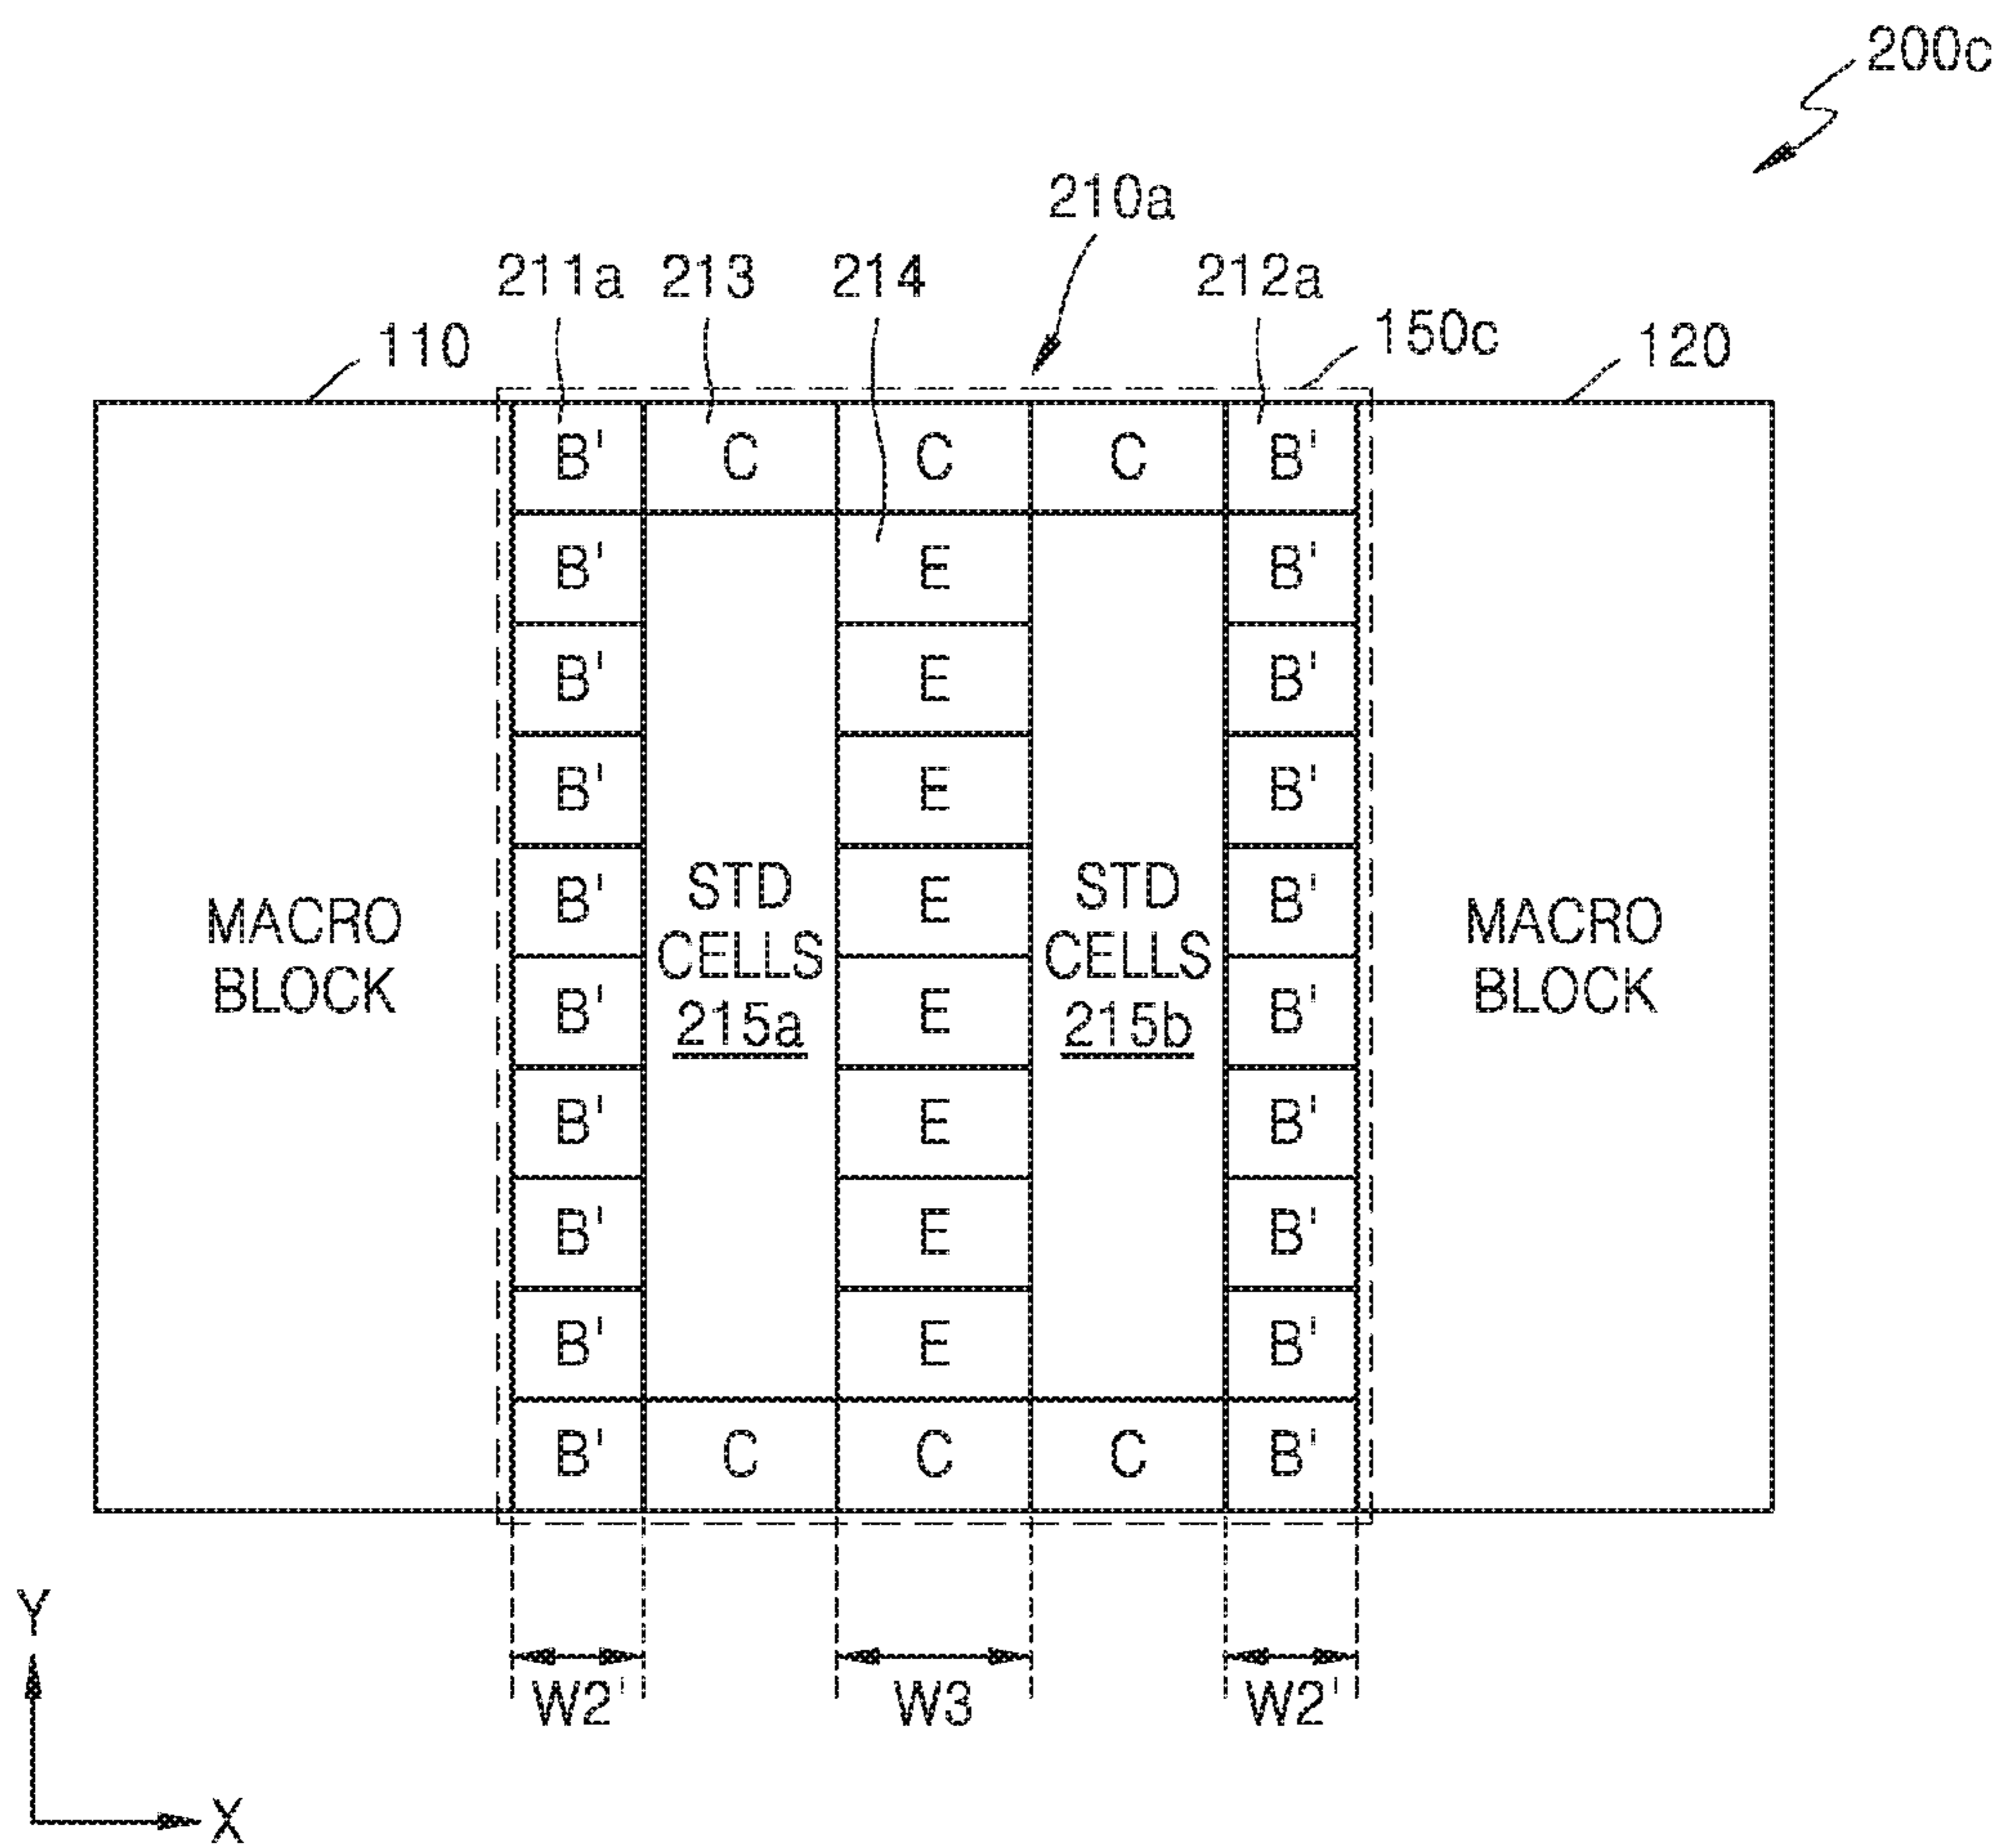 200c
210a
211a 213 214 212a
110 150c 120
B' C C C B'
B' E B'
B' E B'
B' E B'
B' E B'
B' E B'
B' E B'
B' E B'
B' E B'
B' C C C B'
MACRO
BLOCK
STD
CELLS
215a
STD
CELLS
215b
MACRO
BLOCK
W2' W3 W2'
Y
X